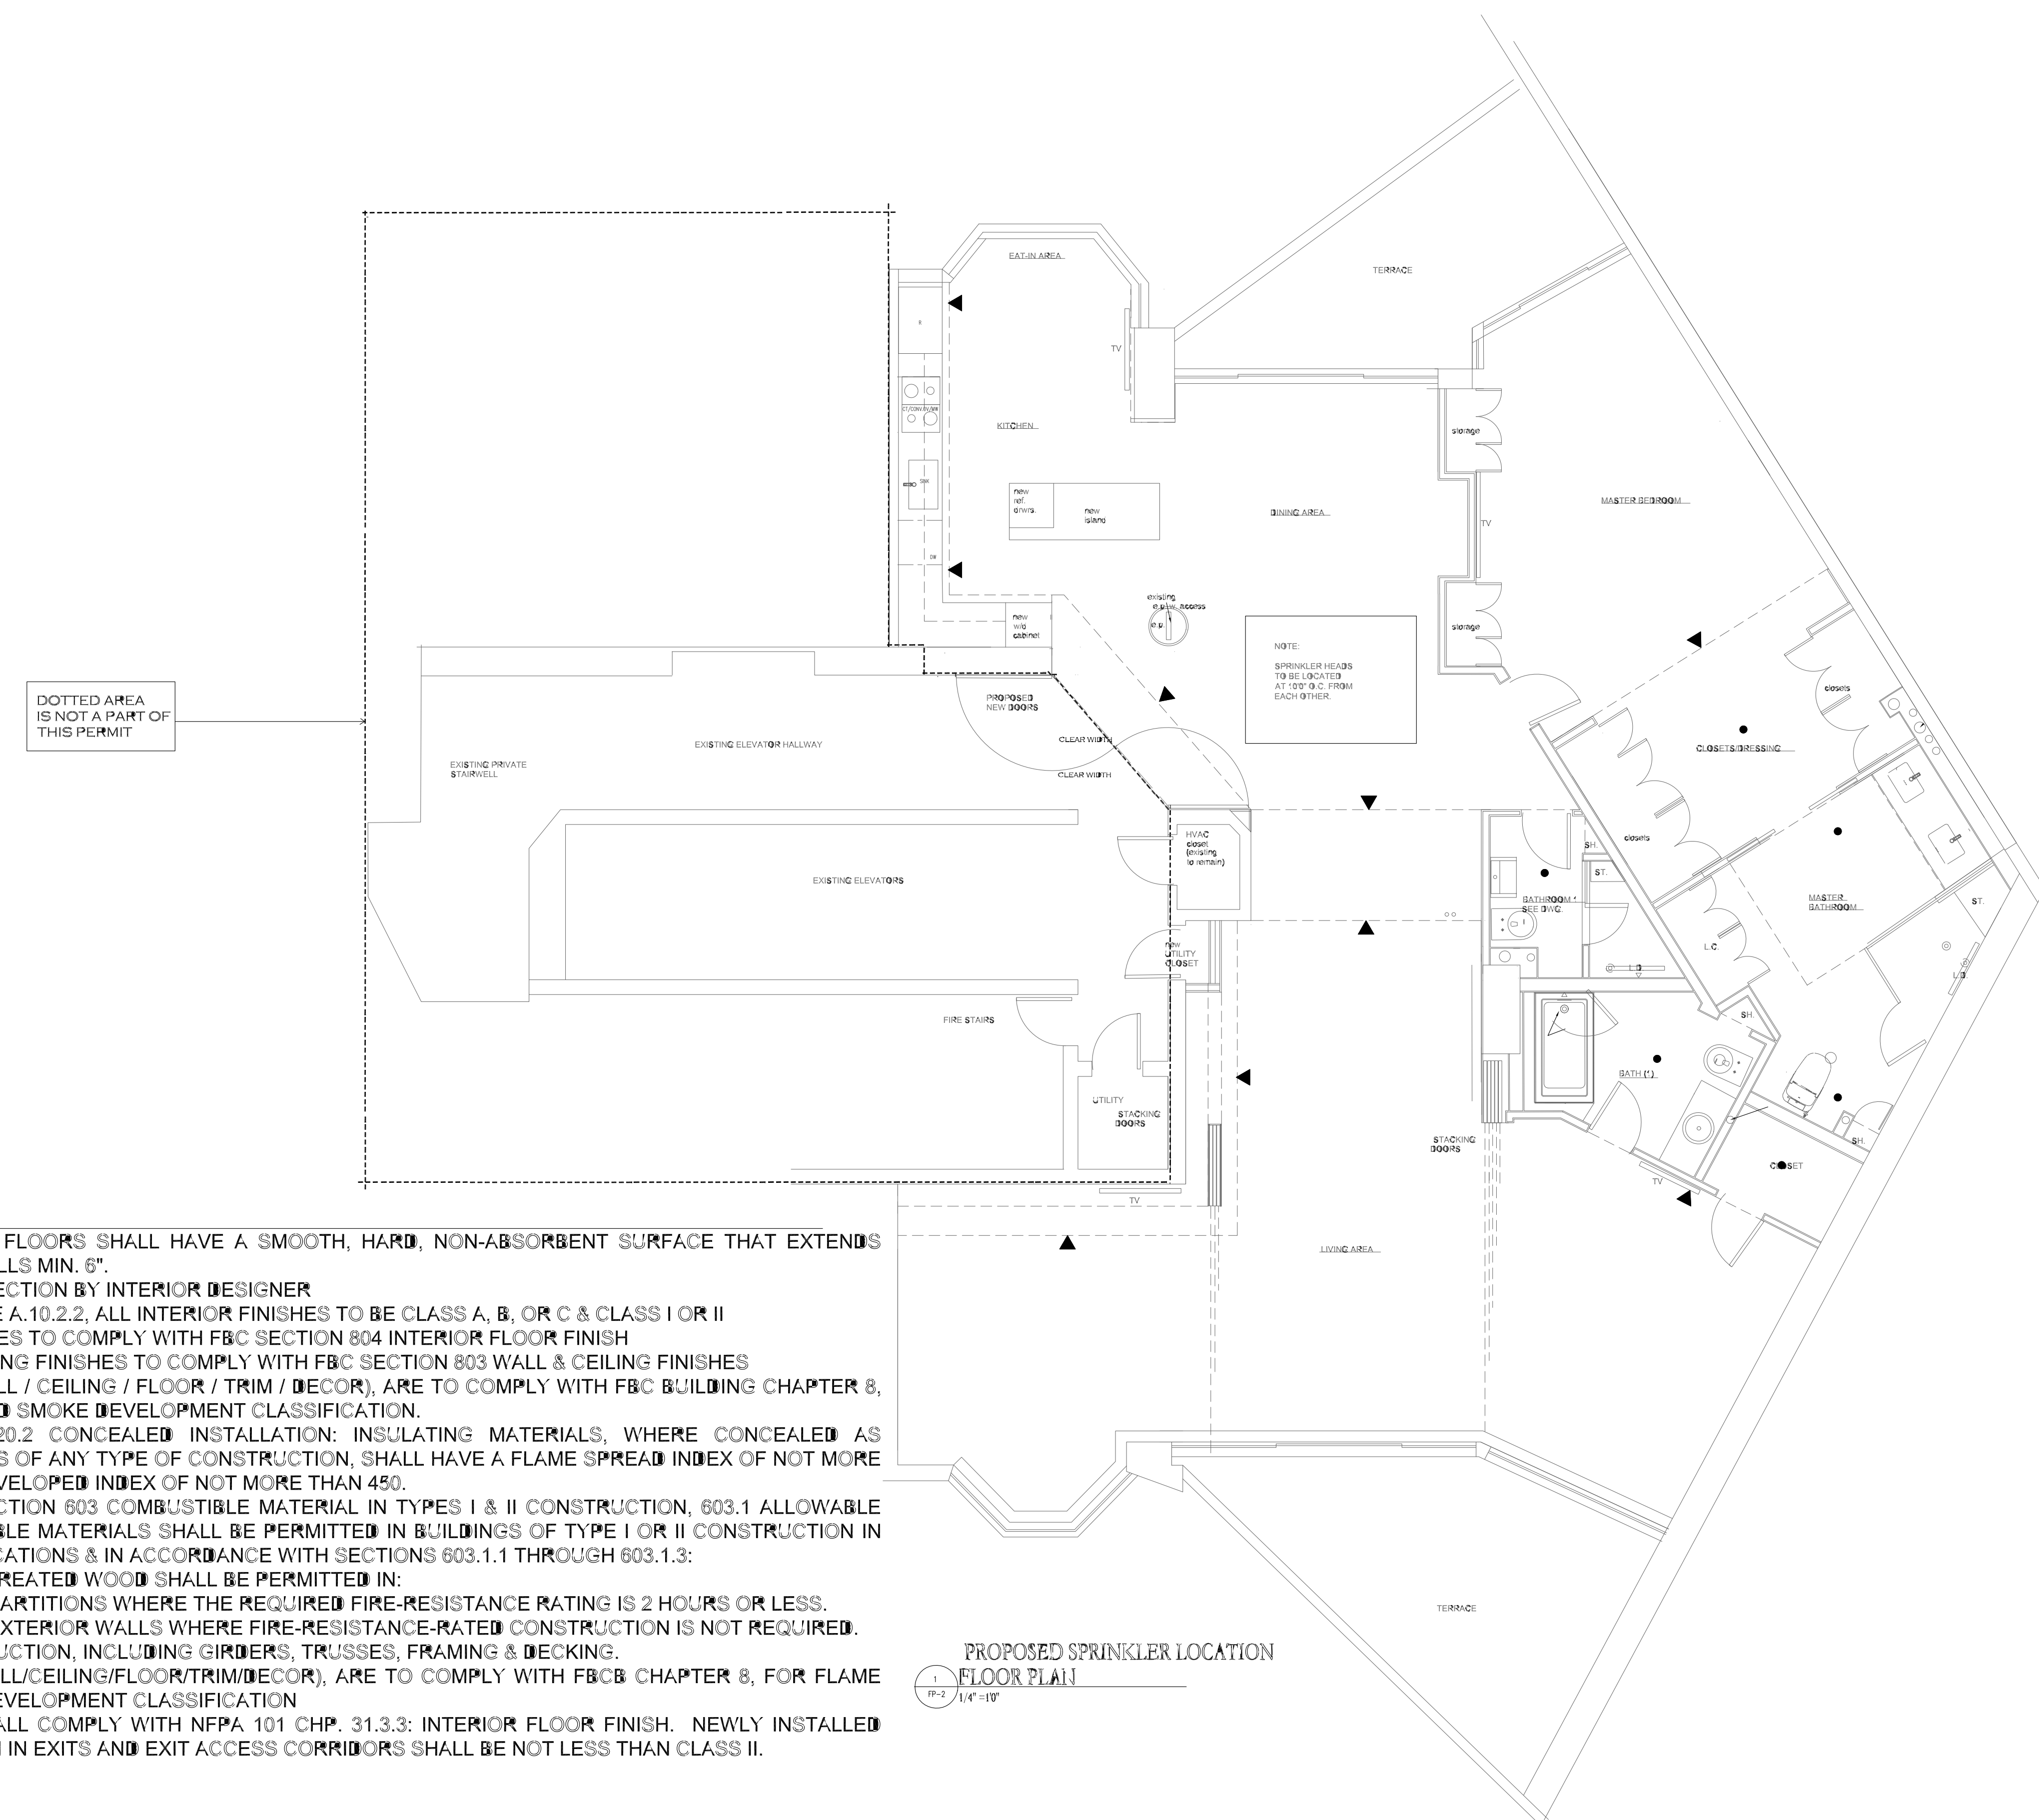 EAT-IN AREA
TERRACE
TV
CT/CONV.OV/MW
KITCHEN
storage
SINK
new
ref.
drwrs.
new
island
DINING AREA
MASTER BEDROOM
TV
DW
existing
e.p. w. access
e.p.
new
w/d
cabinet
storage
NOTE:
SPRINKLER HEADS
TO BE LOCATED
AT 10'0" O.C. FROM
EACH OTHER.
DOTTED AREA
IS NOT A PART OF
THIS PERMIT
PROPOSED
NEW DOORS
closets
EXISTING ELEVATOR HALLWAY
CLEAR WIDTH
CLOSETS/DRESSING
EXISTING PRIVATE
STAIRWELL
CLEAR WIDTH
HVAC
closet
(existing
to remain)
closets
SH.
EXISTING ELEVATORS
ST.
BATHROOM 1
SEE DWG.
MASTER
BATHROOM
ST.
new
UTILITY
CLOSET
L.C.
L.D.
L.D.
FIRE STAIRS
SH.
BATH (1)
UTILITY
STACKING
DOORS
STACKING
DOORS
SH.
CLOSET
TV
TV
FLOORS SHALL HAVE A SMOOTH, HARD, NON-ABSORBENT SURFACE THAT EXTENDS
LLS MIN. 6".
ECTION BY INTERIOR DESIGNER
E A.10.2.2, ALL INTERIOR FINISHES TO BE CLASS A, B, OR C & CLASS I OR II
ES TO COMPLY WITH FBC SECTION 804 INTERIOR FLOOR FINISH
NG FINISHES TO COMPLY WITH FBC SECTION 803 WALL & CEILING FINISHES
LL / CEILING / FLOOR / TRIM / DECOR), ARE TO COMPLY WITH FBC BUILDING CHAPTER 8,
D SMOKE DEVELOPMENT CLASSIFICATION.
20.2 CONCEALED INSTALLATION: INSULATING MATERIALS, WHERE CONCEALED AS
S OF ANY TYPE OF CONSTRUCTION, SHALL HAVE A FLAME SPREAD INDEX OF NOT MORE
VELOPED INDEX OF NOT MORE THAN 450.
CTION 603 COMBUSTIBLE MATERIAL IN TYPES I & II CONSTRUCTION, 603.1 ALLOWABLE
BLE MATERIALS SHALL BE PERMITTED IN BUILDINGS OF TYPE I OR II CONSTRUCTION IN
CATIONS & IN ACCORDANCE WITH SECTIONS 603.1.1 THROUGH 603.1.3:
REATED WOOD SHALL BE PERMITTED IN:
ARTITIONS WHERE THE REQUIRED FIRE-RESISTANCE RATING IS 2 HOURS OR LESS.
EXTERIOR WALLS WHERE FIRE-RESISTANCE-RATED CONSTRUCTION IS NOT REQUIRED.
UCTION, INCLUDING GIRDERS, TRUSSES, FRAMING & DECKING.
LL/CEILING/FLOOR/TRIM/DECOR), ARE TO COMPLY WITH FBCB CHAPTER 8, FOR FLAME
EVELOPMENT CLASSIFICATION
ALL COMPLY WITH NFPA 101 CHP. 31.3.3: INTERIOR FLOOR FINISH. NEWLY INSTALLED
H IN EXITS AND EXIT ACCESS CORRIDORS SHALL BE NOT LESS THAN CLASS II.
LIVING AREA
TERRACE
PROPOSED SPRINKLER LOCATION
FLOOR PLAN
1
FP-2
1/4" =1'0"